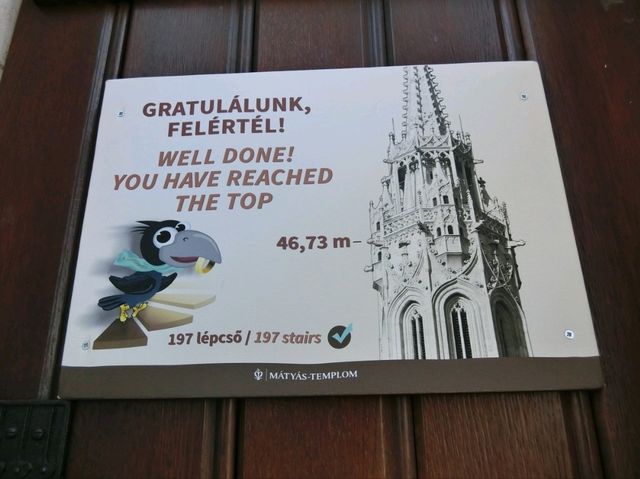 GRATULÁLUNK,
FELÉRTÉL!
WELL DONE!
YOU HAVE REACHED
THE TOP
46,73 m
197 lépcső / 197 stairs
MÁTYÁS-TEMPLOM